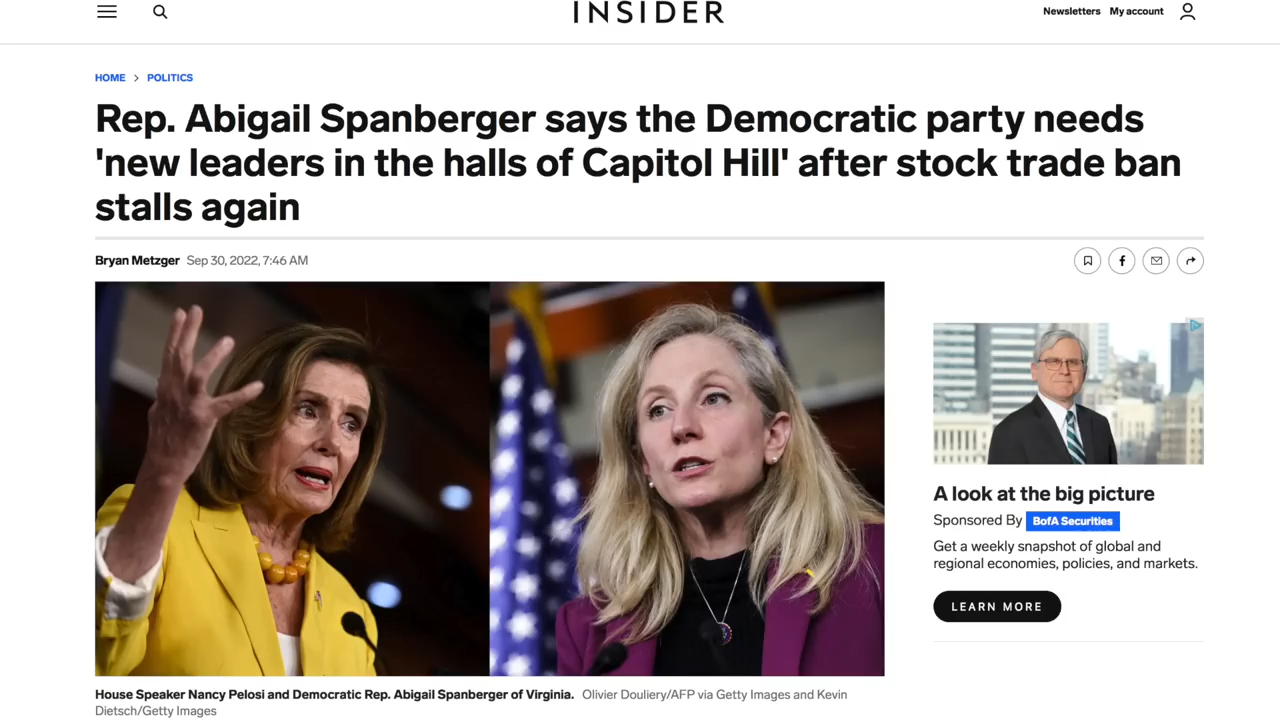 INSIDER
Newsletters My account
HOME > POLITICS
Rep. Abigail Spanberger says the Democratic party needs
'new leaders in the halls of Capitol Hill' after stock trade ban
stalls again
Bryan Metzger Sep 30, 2022, 7:46 AM
A look at the big picture
Sponsored By BofA Securities
Get a weekly snapshot of global and
regional economies, policies, and markets.
LEARN MORE
House Speaker Nancy Pelosi and Democratic Rep. Abigail Spanberger of Virginia. Olivier Douliery/AFP via Getty Images and Kevin
Dietsch/Getty Images